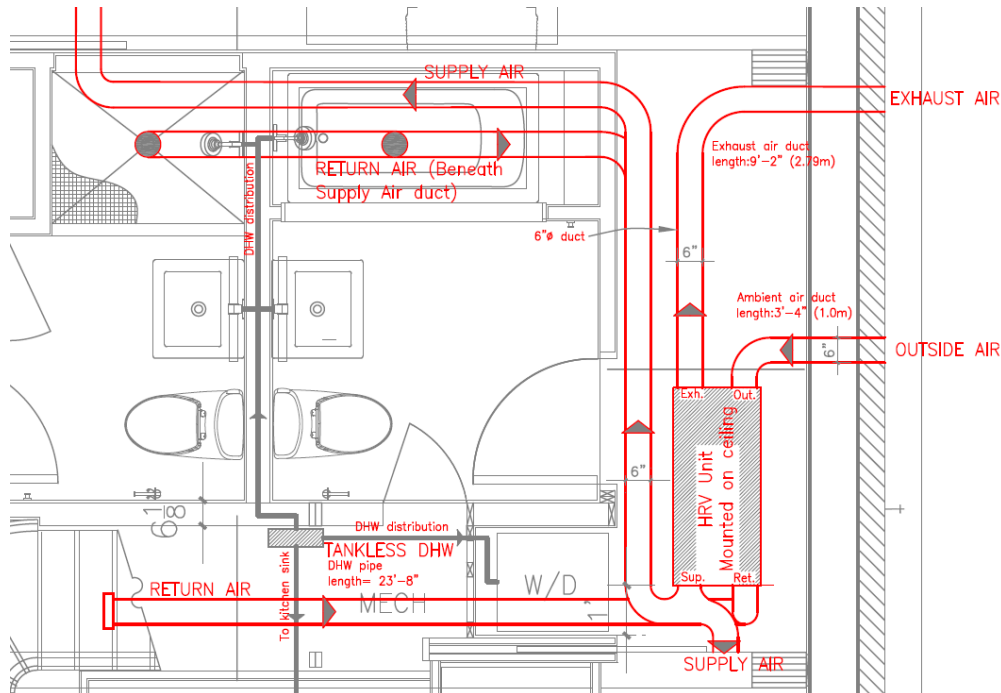 SUPPLY AIR
EXHAUST AIR
Exhaust air duct
length:9'-2" (2.79m)
RETURN AIR (Beneath
Supply Air duct)
DHW distribution
6"ø duct
6"
Ambient air duct
length:3'-4" (1.0m)
OUTSIDE AIR
6"
Exh.
Out.
HRV Unit
Mounted on ceiling
6"
6 1/8
DHW distribution
TANKLESS DHW
DHW pipe
length= 23'-8"
MECH
W/D
Sup.
Ret.
RETURN AIR
To kitchen sink
SUPPLY AIR